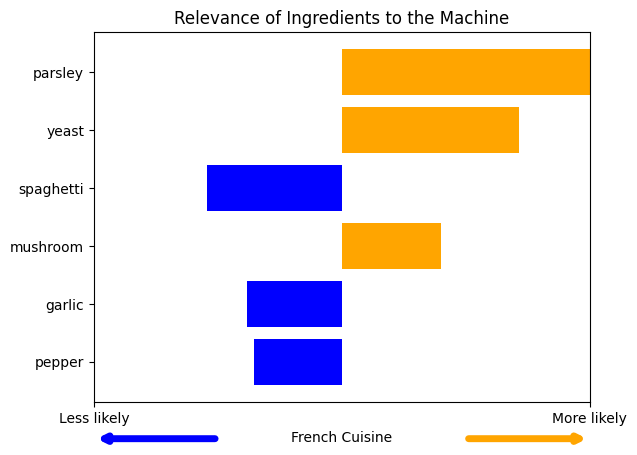 Relevance of Ingredients to the Machine
parsley
yeast
spaghetti
mushroom
garlic
pepper
Less likely
More likely
French Cuisine